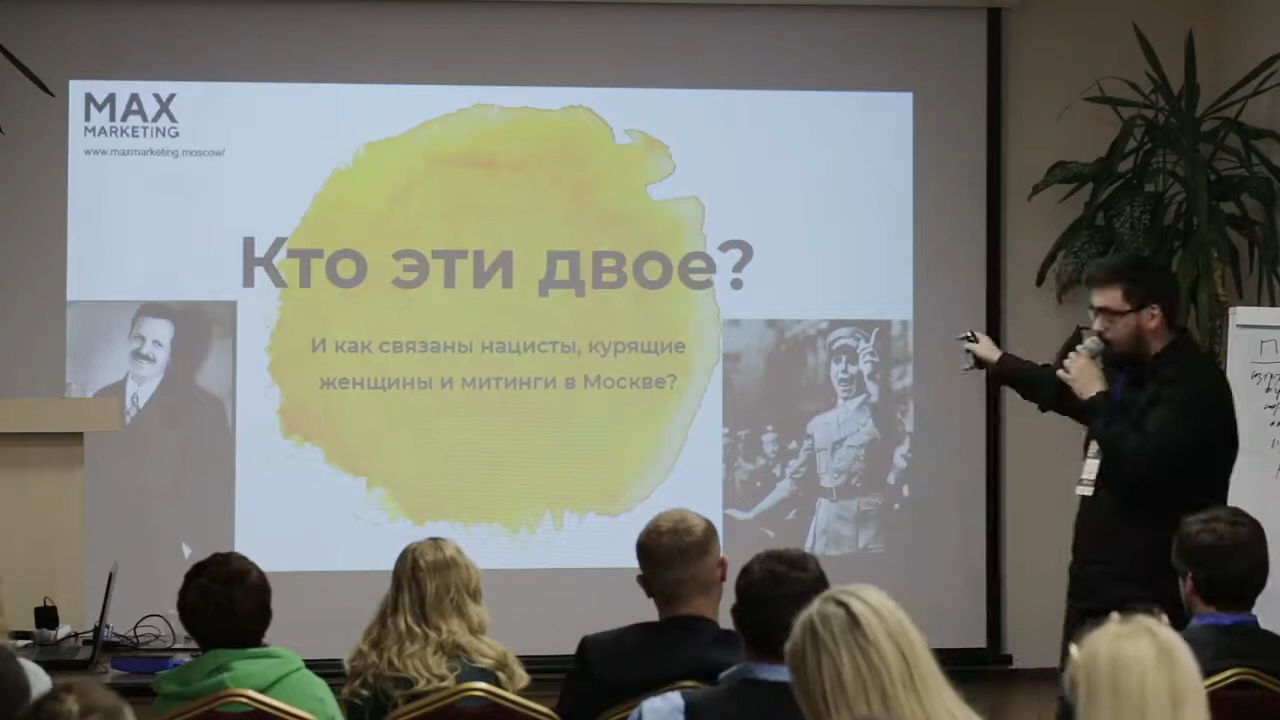 MAX
MARKETING
www.maxmarketing.moscow/
Кто эти двое?
И как связаны нацисты, курящие
женщины и митинги в Москве?